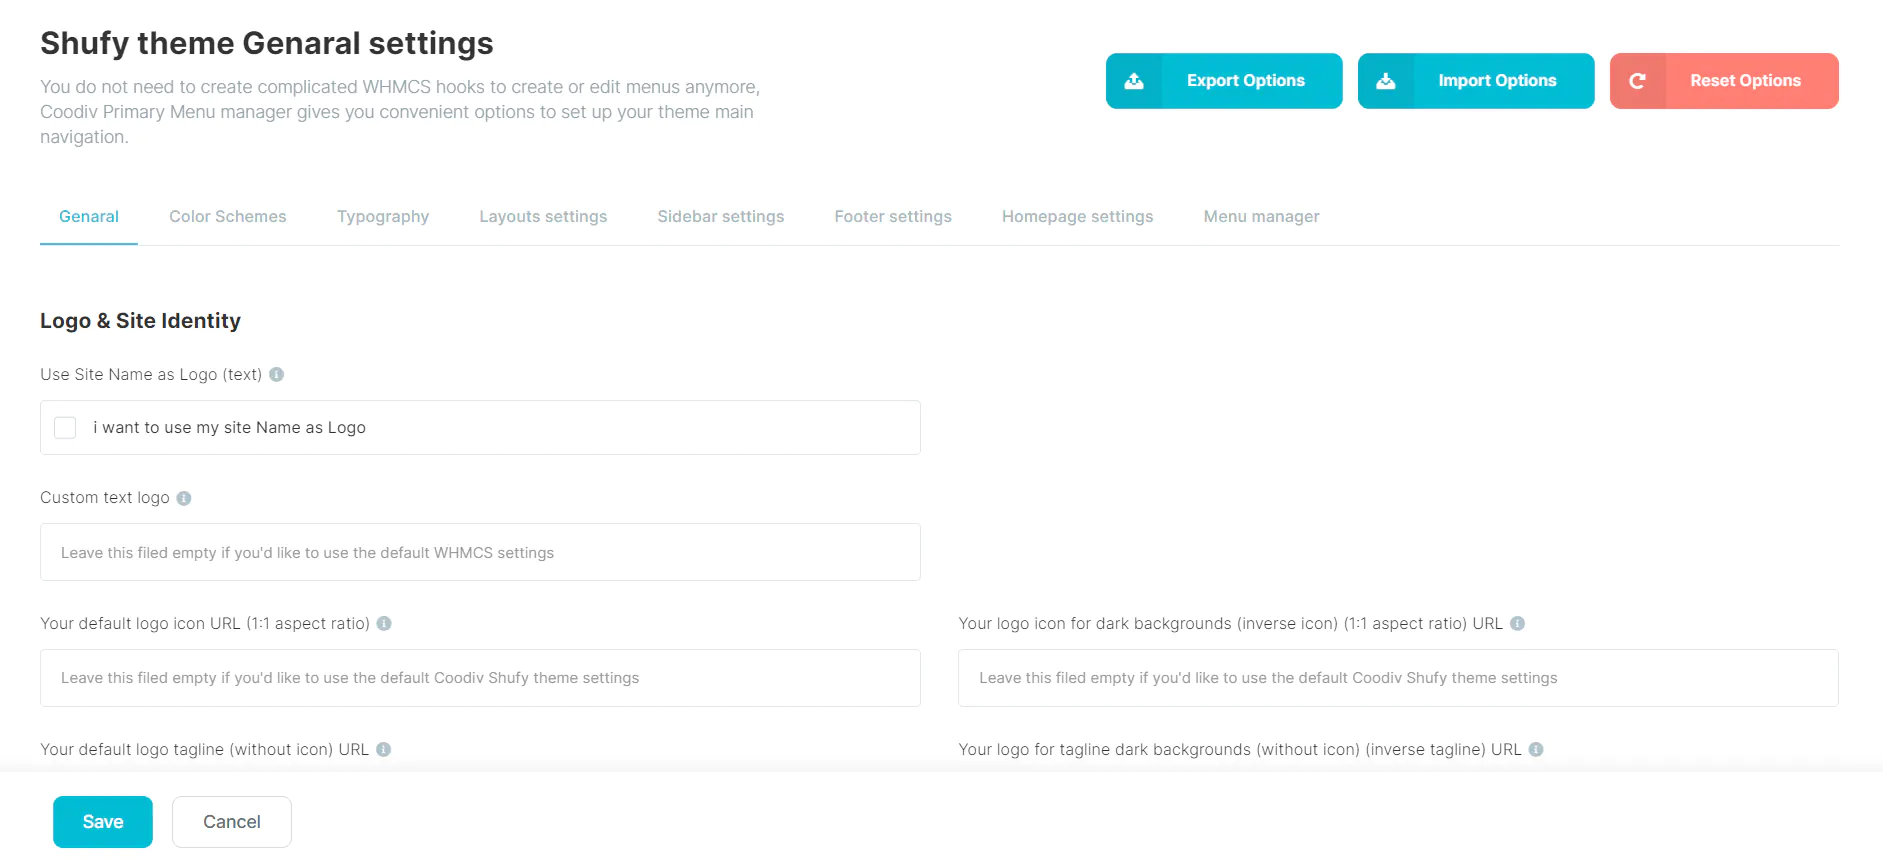 Shufy theme Genaral settings
You do not need to create complicated WHMCS hooks to create or edit menus anymore,
Coodiv Primary Menu manager gives you convenient options to set up your theme main
navigation.
Export Options
Import Options
Reset Options
Genaral
Color Schemes
Typography
Layouts settings
Sidebar settings
Footer settings
Homepage settings
Menu manager
Logo & Site Identity
Use Site Name as Logo (text)
i want to use my site Name as Logo
Custom text logo
Leave this filed empty if you'd like to use the default WHMCS settings
Your default logo icon URL (1:1 aspect ratio)
Leave this filed empty if you'd like to use the default Coodiv Shufy theme settings
Your logo icon for dark backgrounds (inverse icon) (1:1 aspect ratio) URL
Leave this filed empty if you'd like to use the default Coodiv Shufy theme settings
Your default logo tagline (without icon) URL
Your logo for tagline dark backgrounds (without icon) (inverse tagline) URL
Save
Cancel